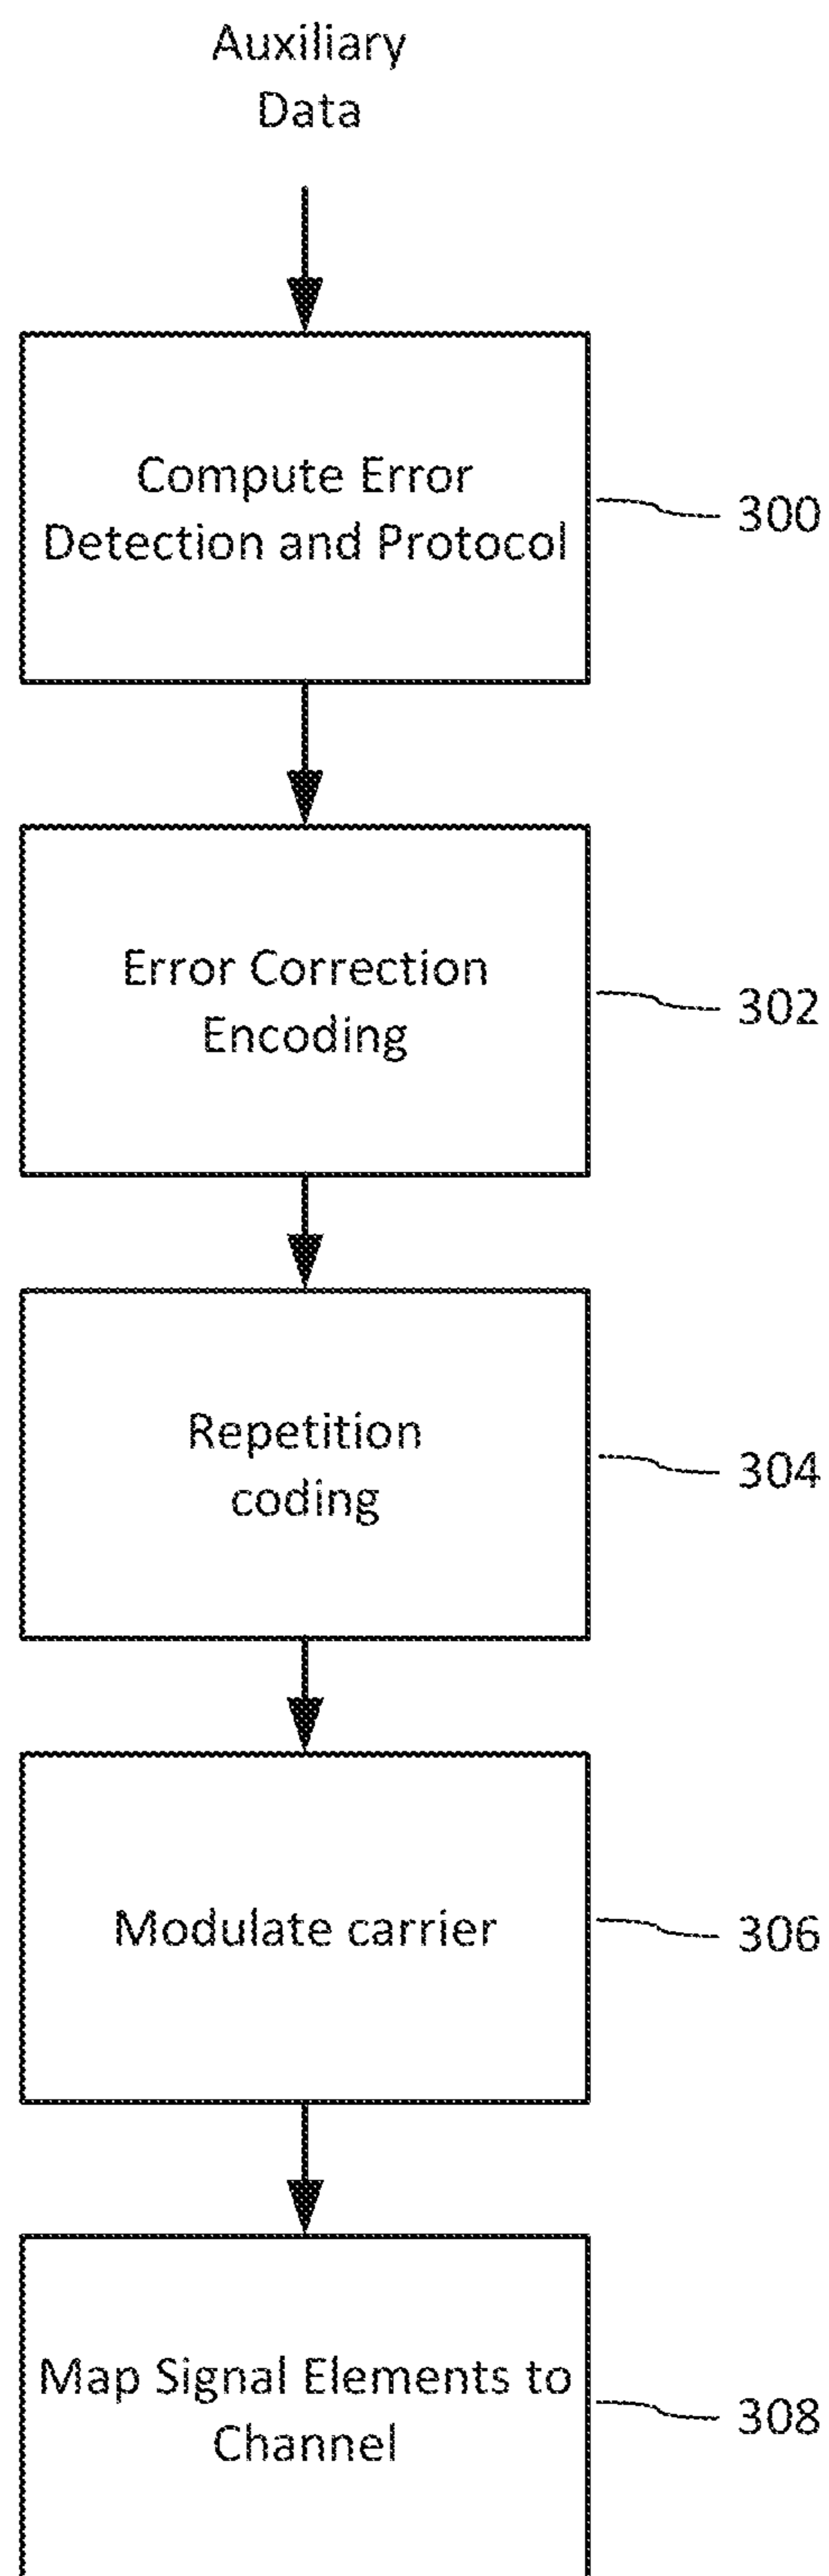 Auxiliary
Data
Compute Error
Detection and Protocol
300
Error Correction
Encoding
302
Repetition
coding
304
Modulate carrier
306
Map Signal Elements to
Channel
308